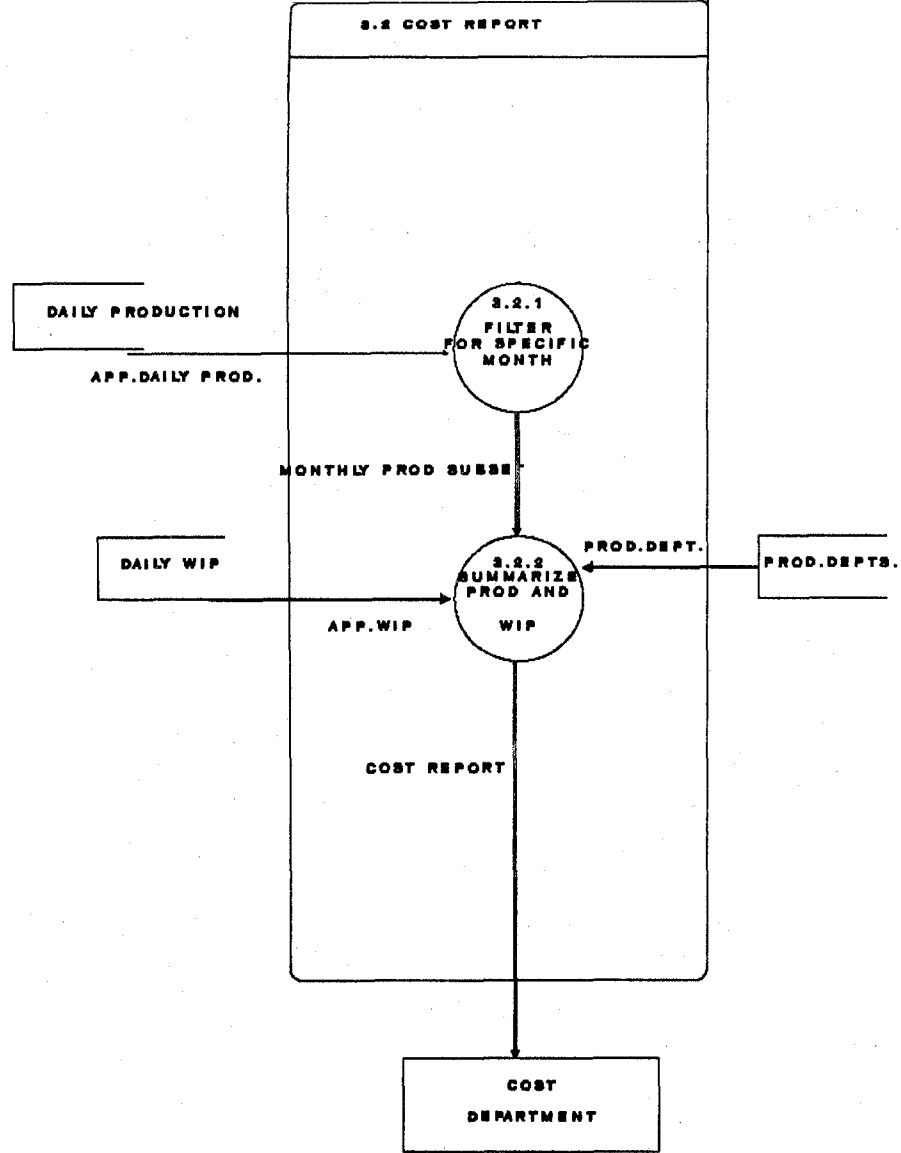 3.2 COST REPORT
DAILY PRODUCTION
APP.DAILY PROD.
3.2.1
FILTER
FOR SPECIFIC
MONTH
MONTHLY PROD SUBSE
DAILY WIP
APP.WIP
3.2.2
SUMMARIZE
PROD AND
WIP
PROD.DEPT.
PROD.DEPTS.
COST REPORT
COST
DEPARTMENT